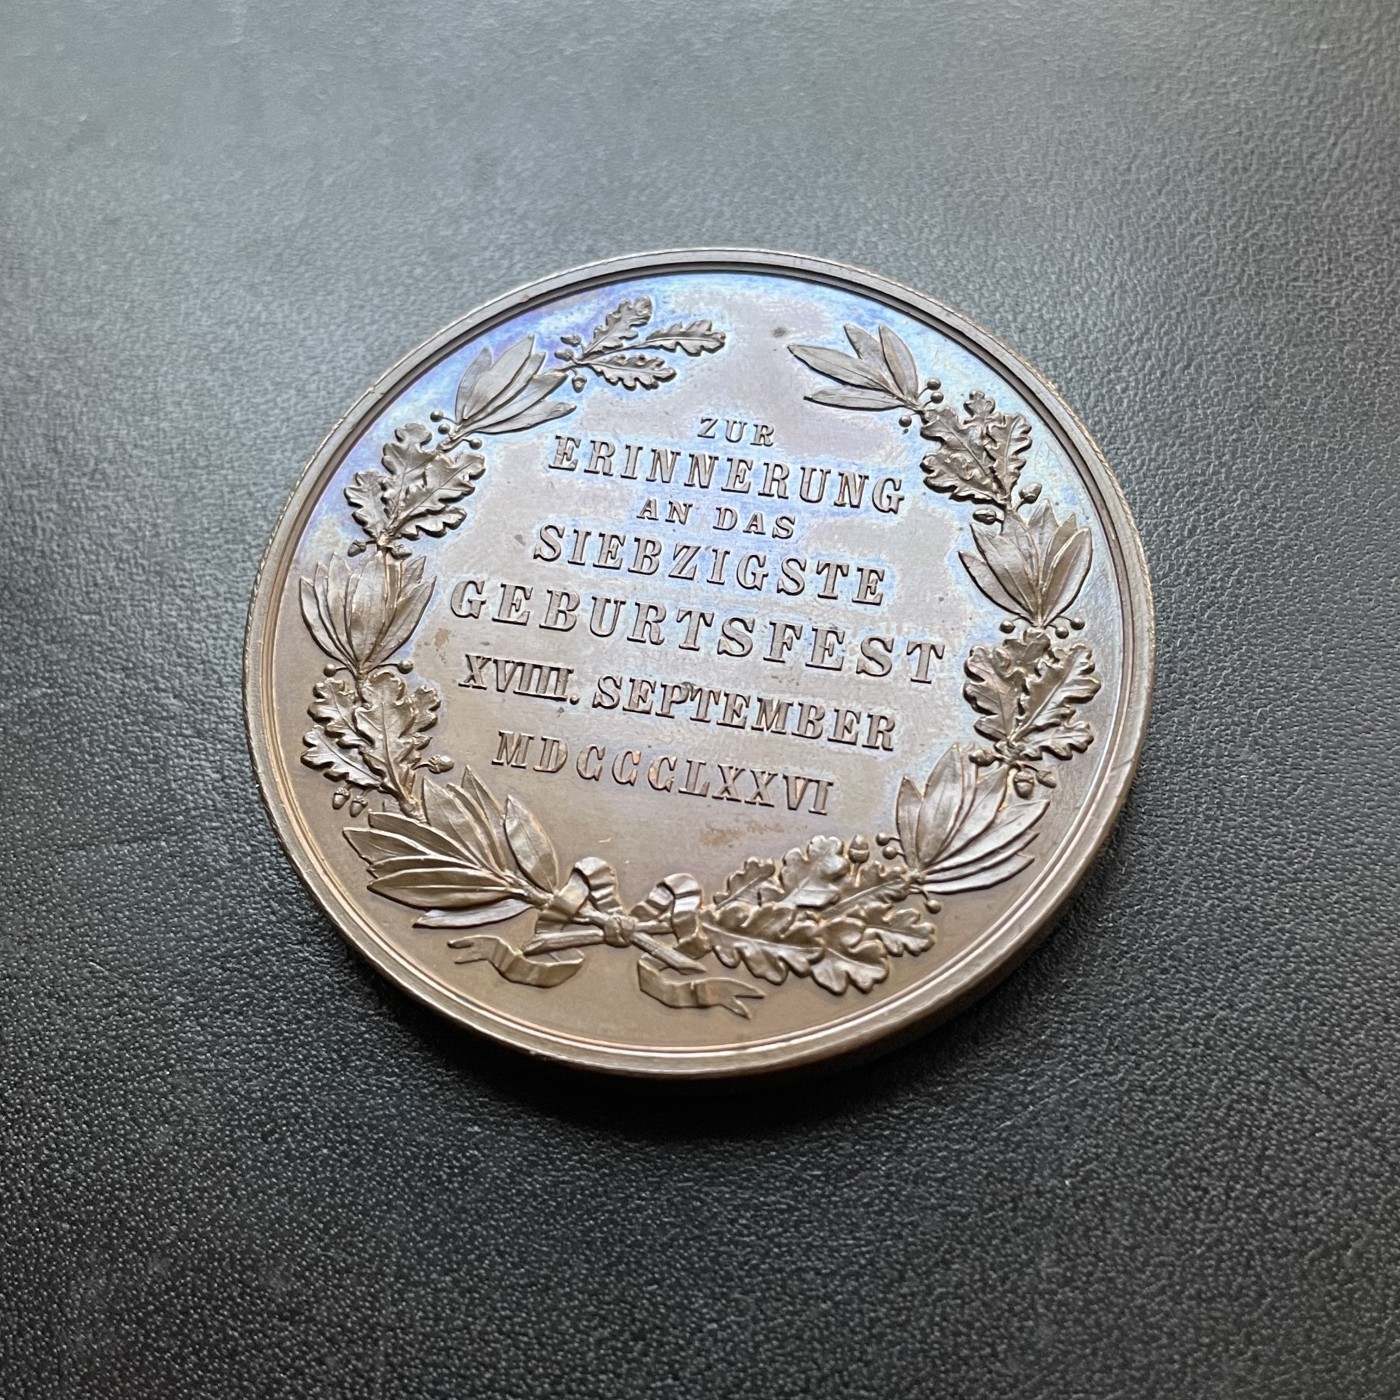 ZUR
ERINNERUNG
AN DAS
SIEBZIGSTE
GEBURTSFEST
XVIII. SEPTEMBER
MDCCCLXXVI